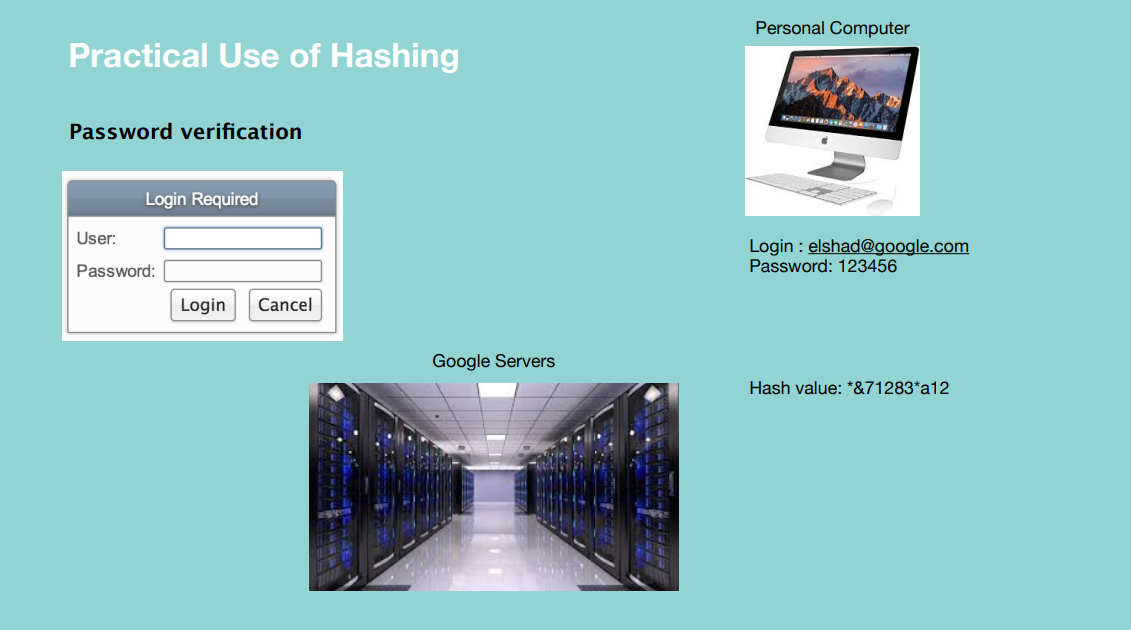 Practical Use of Hashing
Password verification
Login Required
User:
Password:
Login Cancel
Personal Computer
Login : elshad@google.com
Password: 123456
Google Servers
Hash value: *&71283*a12